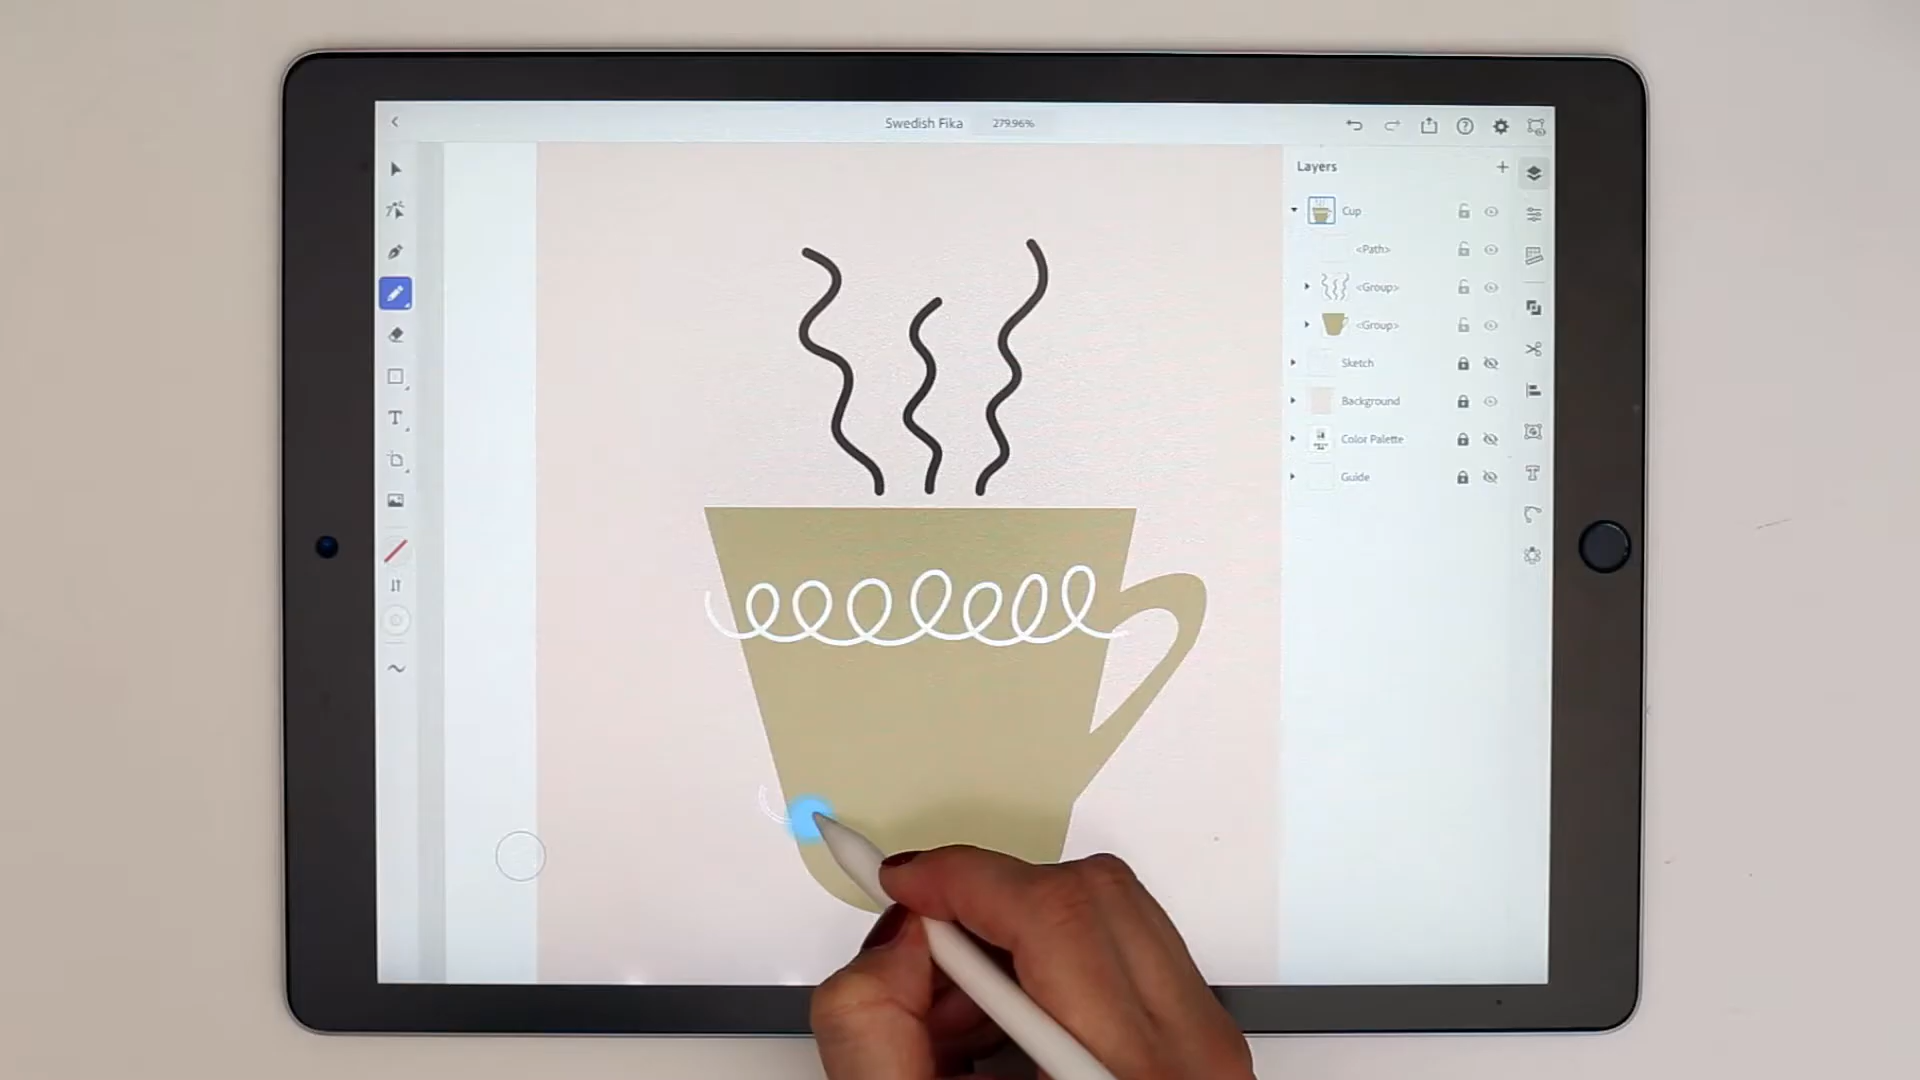 Swedish Fika 279.96%
Layers
Cup
<Path>
<Group>
<Group>
Sketch
Background
Color Palette
Guide